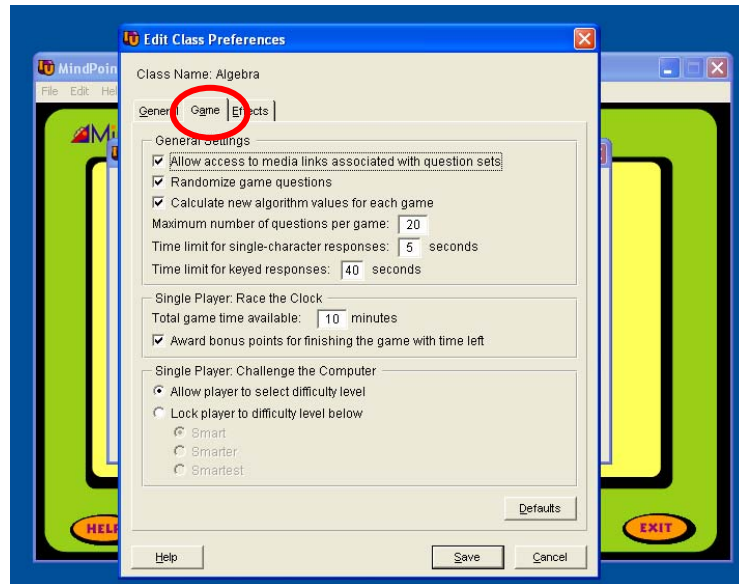 Edit Class Preferences
MindPoin
File Edit Hel
Class Name: Algebra
General Game Effects
General Settings
Allow access to media links associated with question sets
Randomize game questions
Calculate new algorithm values for each game
Maximum number of questions per game: 20
Time limit for single-character responses: 5 seconds
Time limit for keyed responses: 40 seconds
Single Player: Race the Clock
Total game time available: 10 minutes
Award bonus points for finishing the game with time left
Single Player: Challenge the Computer
Allow player to select difficulty level
Lock player to difficulty level below
Smart
Smarter
Smartest
Defaults
HELP
EXIT
Help Save Cancel